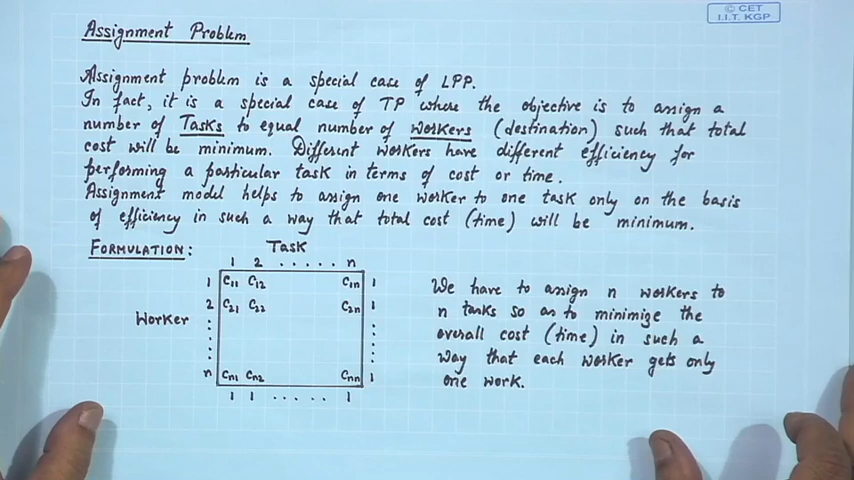 © CET
I.I.T. KGP
Assignment Problem
Assignment problem is a special case of LPP.
In fact, it is a special case of TP where the objective is to assign a
number of Tasks to equal number of workers (destination) such that total
cost will be minimum. Different workers have different efficiency for
performing a particular task in terms of cost or time.
Assignment model helps to assign one worker to one task only on the basis
of efficiency in such a way that total cost (time) will be minimum.
FORMULATION:
Task
1 2 ...... n
1 C11 C12 C1n 1
2 C21 C22 C2n 1
Worker
n Cn1 Cn2 Cnn 1
1 1 ...... 1
We have to assign n workers to
n tasks so as to minimize the
overall cost (time) in such a
way that each worker gets only
one work.